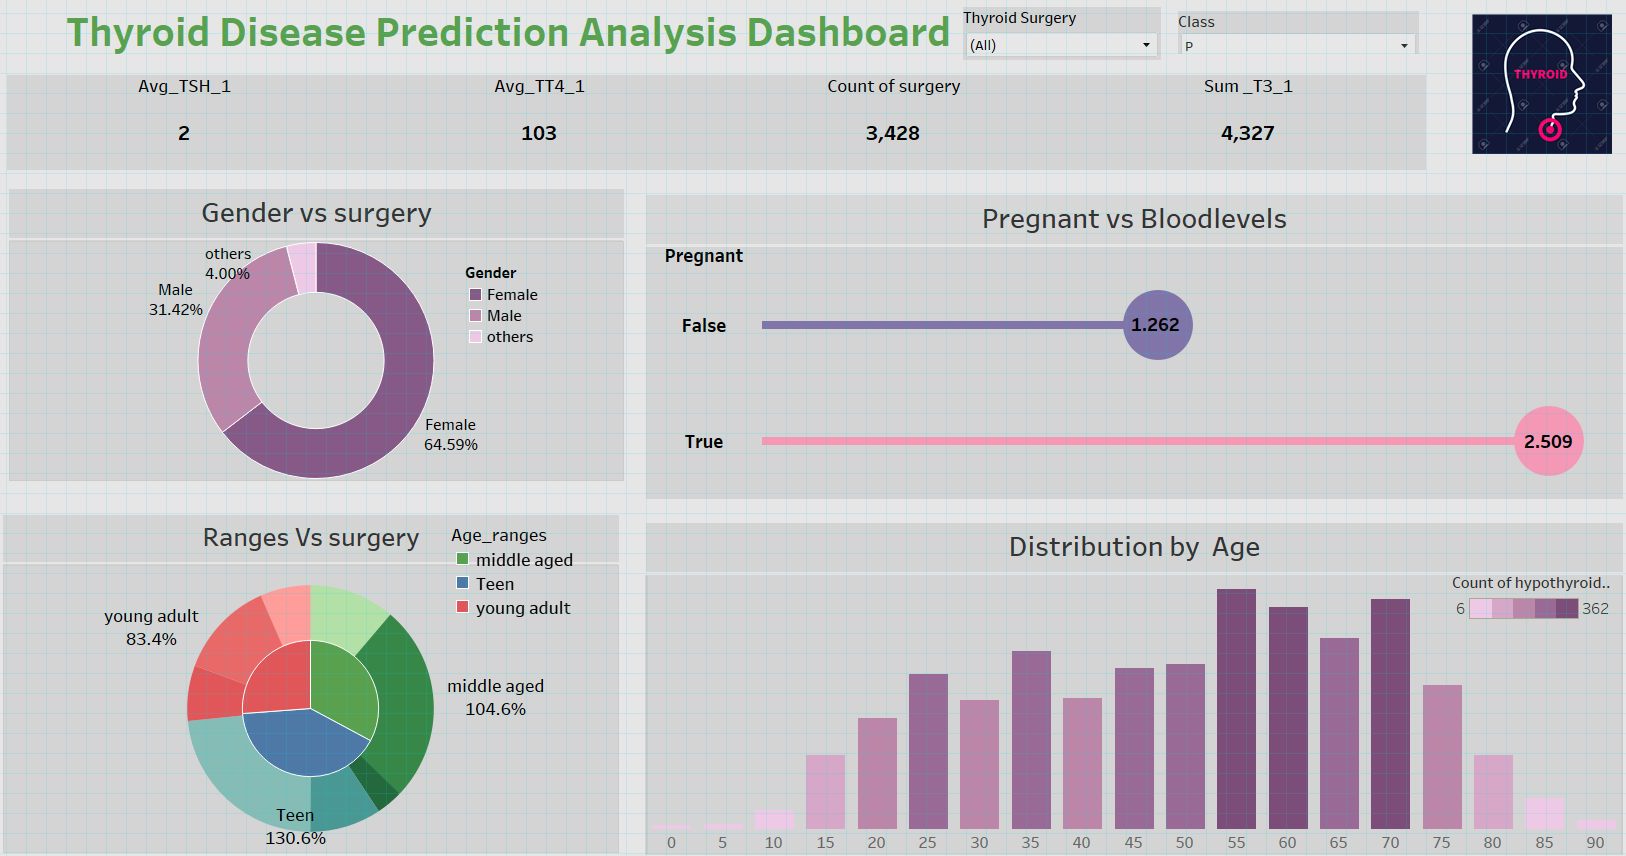 Thyroid Disease Prediction Analysis Dashboard
Thyroid Surgery
(All)
Class
P
THYROID
Avg_TSH_1
2
Avg_TT4_1
103
Count of surgery
3,428
Sum _T3_1
4,327
Gender vs surgery
others
4.00%
Male
31.42%
Female
64.59%
Gender
Female
Male
others
Pregnant vs Bloodlevels
Pregnant
False
1.262
True
2.509
Ranges Vs surgery
Age_ranges
middle aged
Teen
young adult
young adult
83.4%
middle aged
104.6%
Teen
130.6%
Distribution by  Age
Count of hypothyroid..
6 362
0 5 10 15 20 25 30 35 40 45 50 55 60 65 70 75 80 85 90